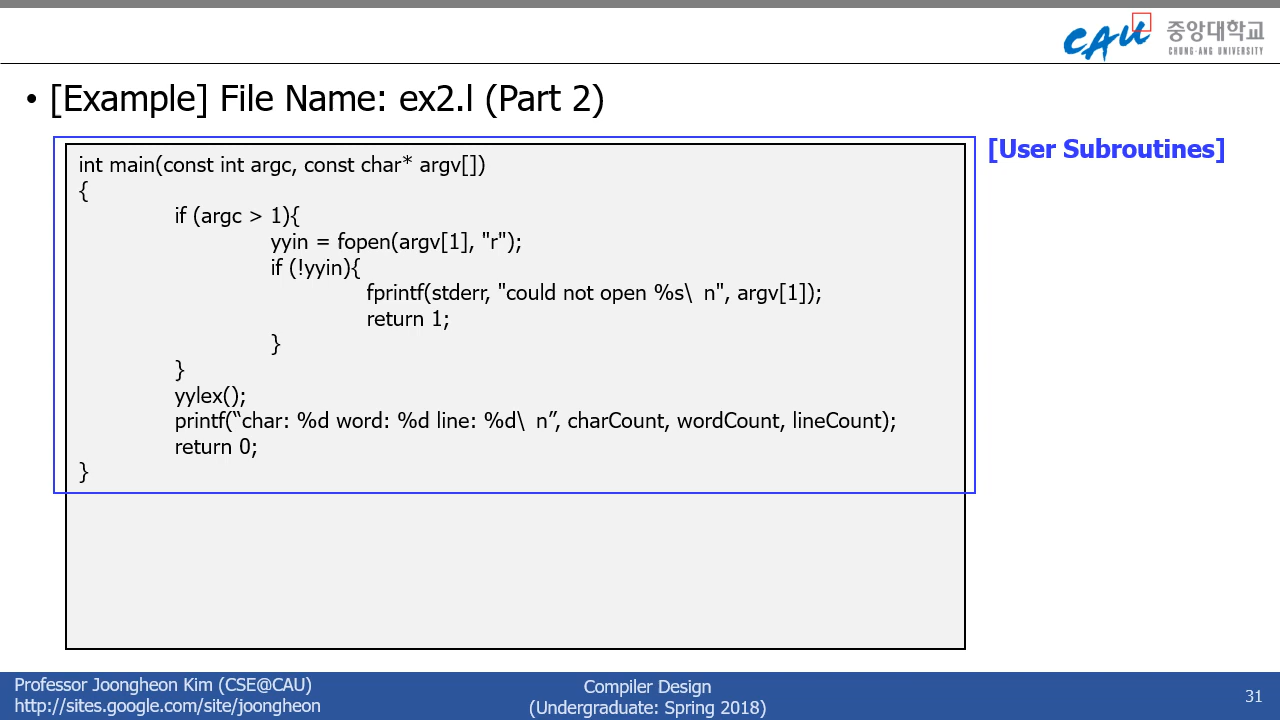 CAU 중앙대학교
CHUNG-ANG UNIVERSITY
• [Example] File Name: ex2.l (Part 2)
[User Subroutines]
int main(const int argc, const char* argv[])
{
if (argc > 1){
yyin = fopen(argv[1], "r");
if (!yyin){
fprintf(stderr, "could not open %s\ n", argv[1]);
return 1;
}
}
yylex();
printf(“char: %d word: %d line: %d\ n”, charCount, wordCount, lineCount);
return 0;
}
Professor Joongheon Kim (CSE@CAU)
http://sites.google.com/site/joongheon
Compiler Design
(Undergraduate: Spring 2018)
31